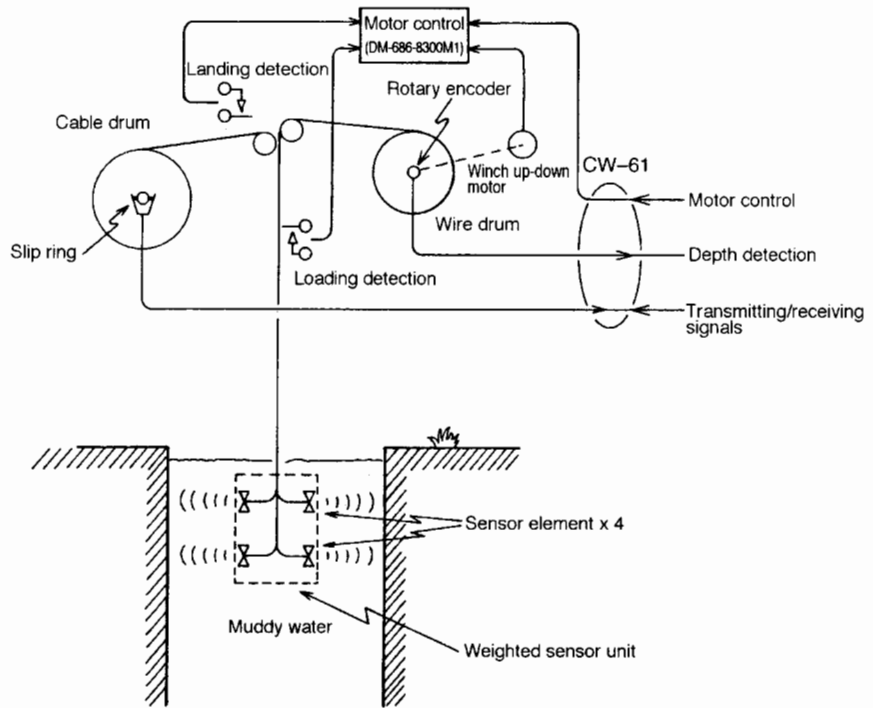 Motor control
(DM-686-8300M1)
Landing detection
Rotary encoder
Cable drum
CW-61
Winch up-down
motor
Motor control
Wire drum
Slip ring
Depth detection
Loading detection
Transmitting/receiving
signals
Sensor element x 4
Muddy water
Weighted sensor unit